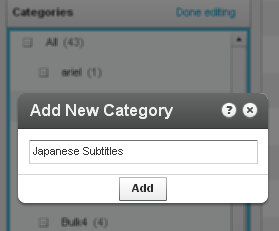 Categories Done editing
All (43)
ariel (1)
Add New Category ?
Japanese Subtitles
Add
Bulk4 (4)